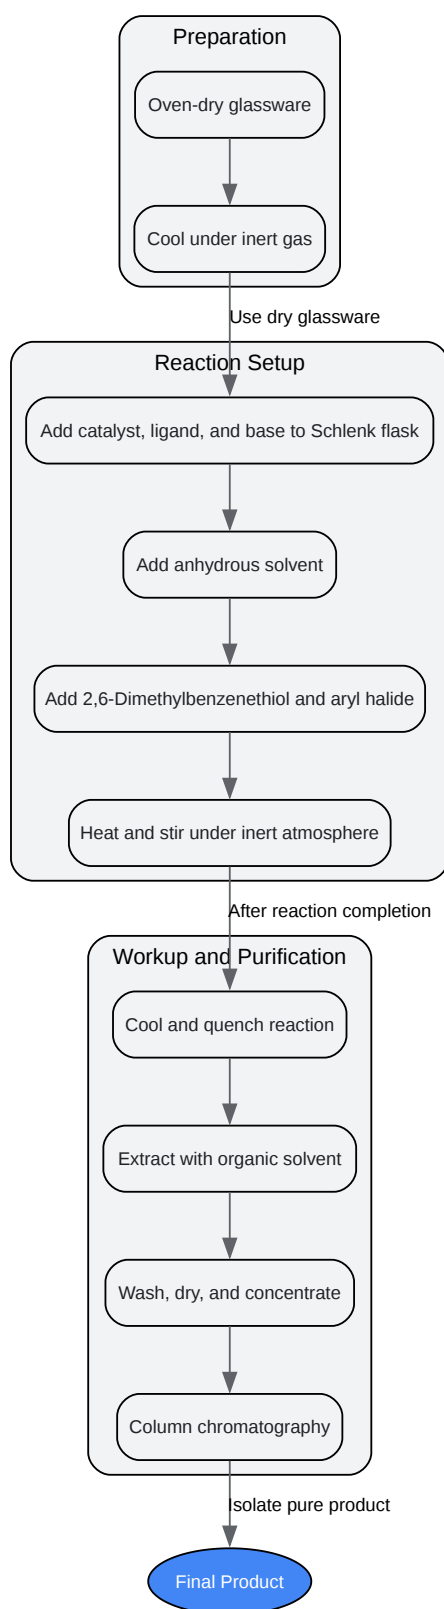 Preparation
Oven-dry glassware
Cool under inert gas
Use dry glassware
Reaction Setup
Add catalyst, ligand, and base to Schlenk flask
Add anhydrous solvent
Add 2,6-Dimethylbenzenethiol and aryl halide
Heat and stir under inert atmosphere
After reaction completion
Workup and Purification
Cool and quench reaction
Extract with organic solvent
Wash, dry, and concentrate
Column chromatography
Isolate pure product
Final Product